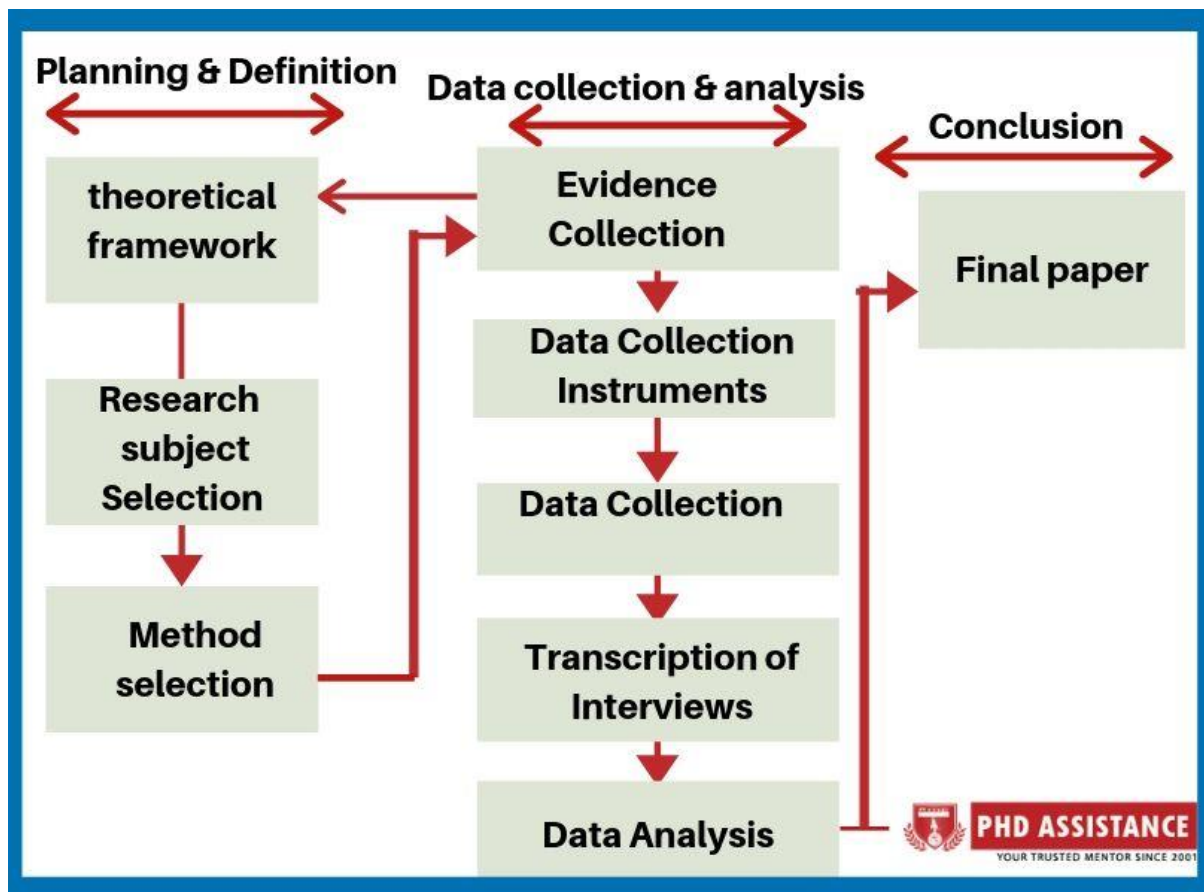 Planning & Definition
theoretical
framework
Research
subject
Selection
Method
selection
Data collection & analysis
Evidence
Collection
Data Collection
Instruments
Data Collection
Transcription of
Interviews
Data Analysis
Conclusion
Final paper
PHD ASSISTANCE
YOUR TRUSTED MENTOR SINCE 2001